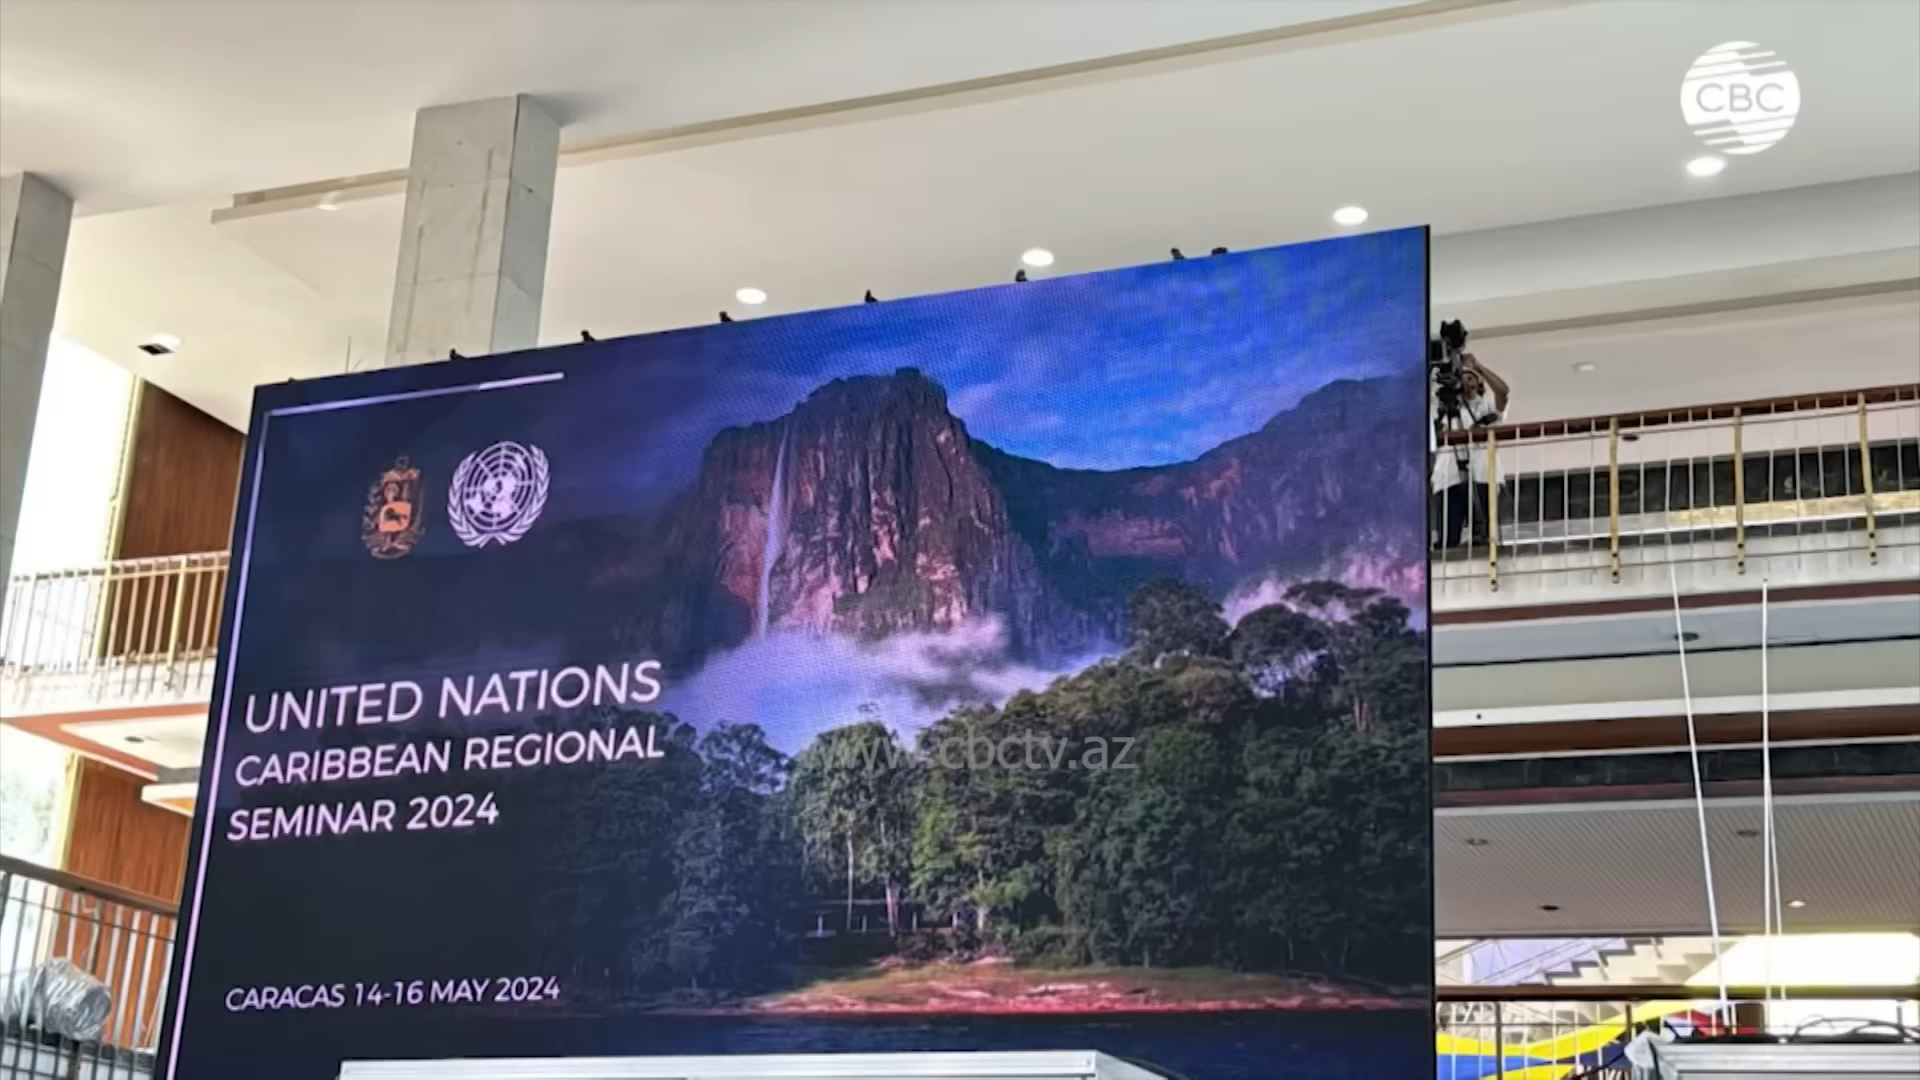 CBC
UNITED NATIONS
CARIBBEAN REGIONAL
SEMINAR 2024
www.cbctv.az
CARACAS 14-16 MAY 2024